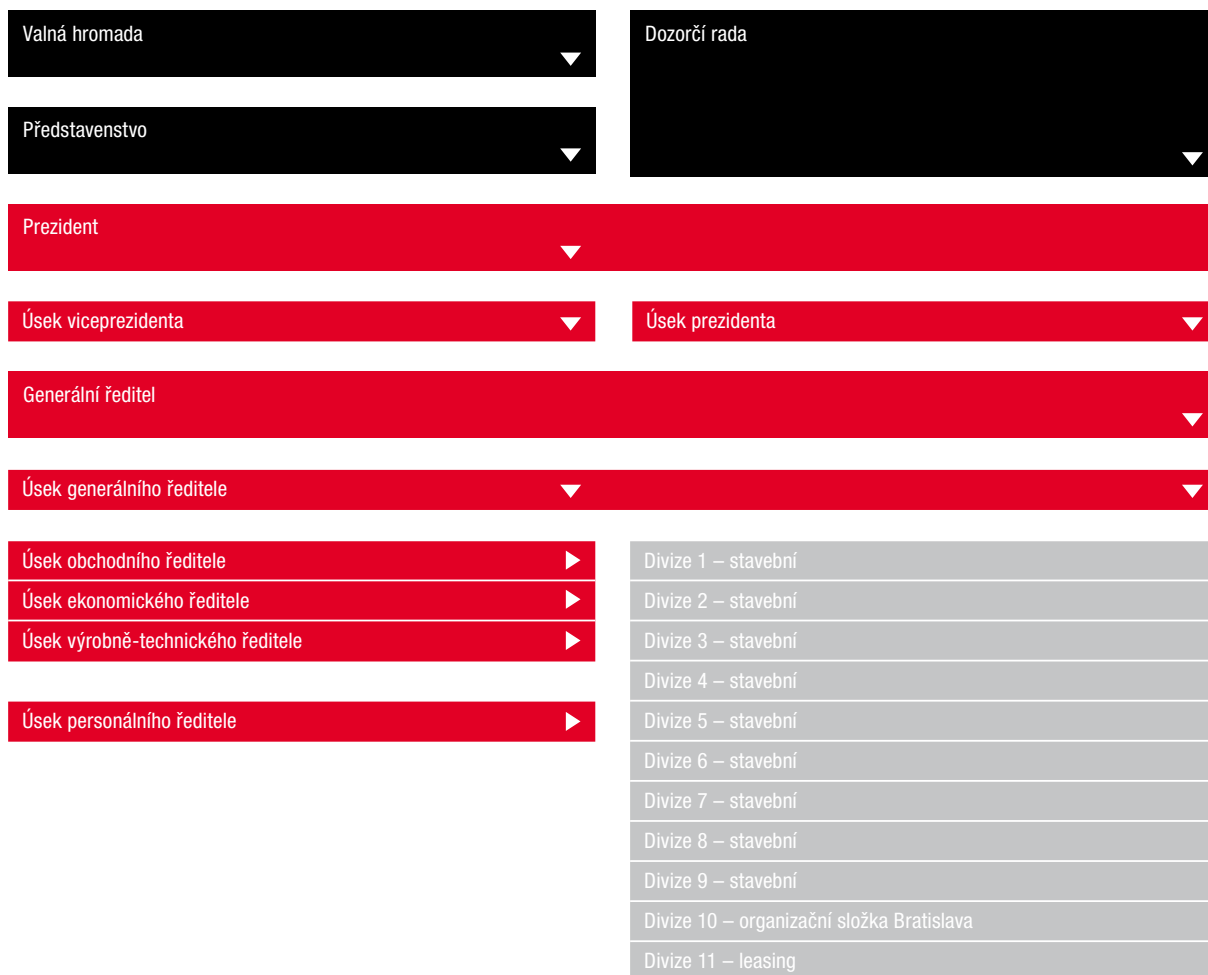 Valná hromada
Dozorčí rada
Představenstvo
Prezident
Úsek viceprezidenta
Úsek prezidenta
Generální ředitel
Úsek generálního ředitele
Úsek obchodního ředitele
Úsek ekonomického ředitele
Úsek výrobně-technického ředitele
Úsek personálního ředitele
Divize 1 – stavební
Divize 2 – stavební
Divize 3 – stavební
Divize 4 – stavební
Divize 5 – stavební
Divize 6 – stavební
Divize 7 – stavební
Divize 8 – stavební
Divize 9 – stavební
Divize 10 – organizační složka Bratislava
Divize 11 – leasing